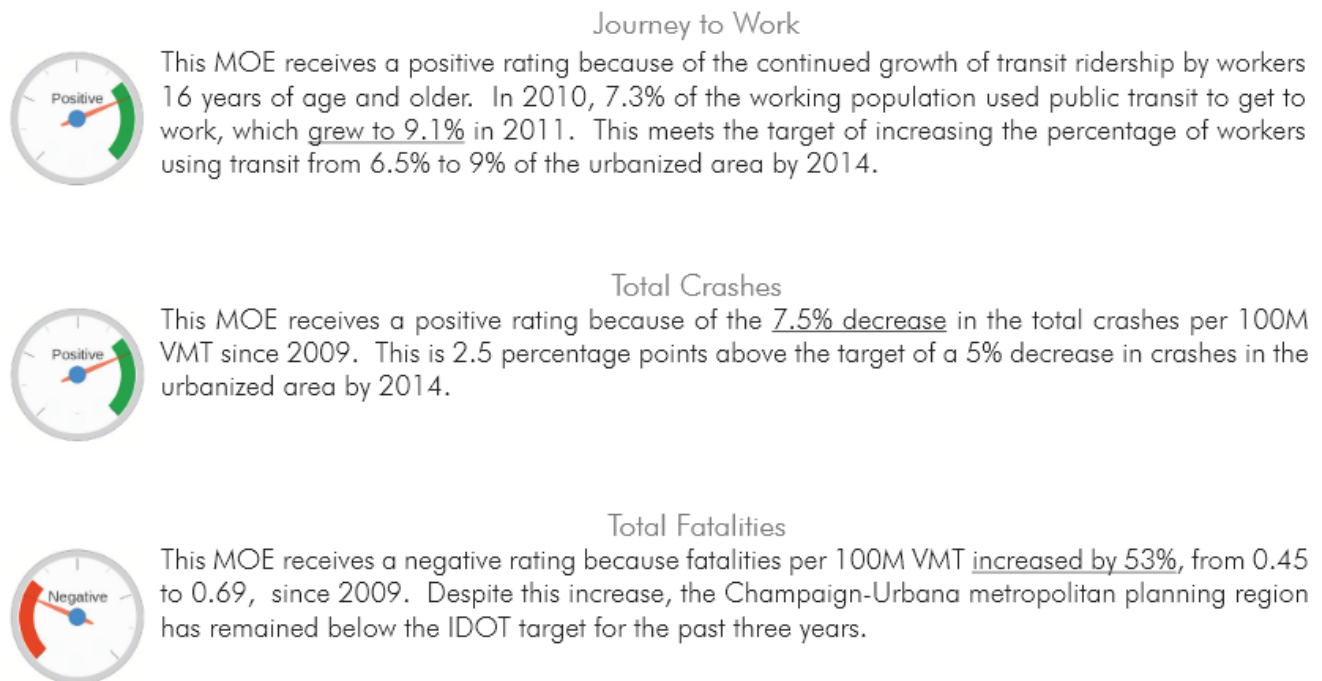 Journey to Work
This MOE receives a positive rating because of the continued growth of transit ridership by workers
Positive
16 years of age and older. In 2010, 7.3% of the working population used public transit to get to
work, which grew to 9.1% in 2011. This meets the target of increasing the percentage of workers
using transit from 6.5% to 9% of the urbanized area by 2014.
Total Crashes
This MOE receives a positive rating because of the 7.5% decrease in the total crashes per 100M
Positive
VMT since 2009. This is 2.5 percentage points above the target of a 5% decrease in crashes in the
urbanized area by 2014.
Total Fatalities
This MOE receives a negative rating because fatalities per 100M VMT increased by 53%, from 0.45
Negative
to 0.69, since 2009. Despite this increase, the Champaign-Urbana metropolitan planning region
has remained below the IDOT target for the past three years.